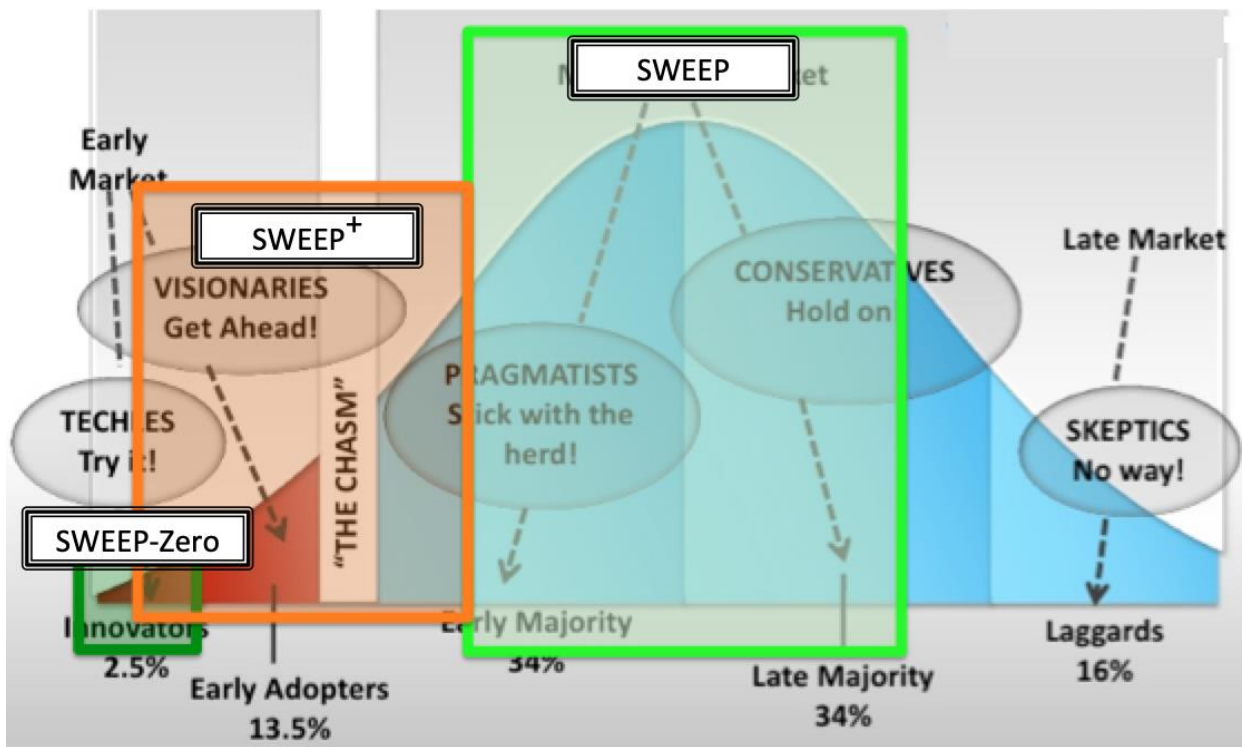 SWEEP
Early
Market
SWEEP+
VISIONARIES
Get Ahead!
Late Market
CONSERVATIVES
Hold on
PRAGMATISTS
Stick with the
herd!
TECHIES
Try it!
SKEPTICS
No way!
"THE CHASM"
SWEEP-Zero
Innovators
2.5%
Early Adopters
13.5%
Early Majority
34%
Late Majority
34%
Laggards
16%